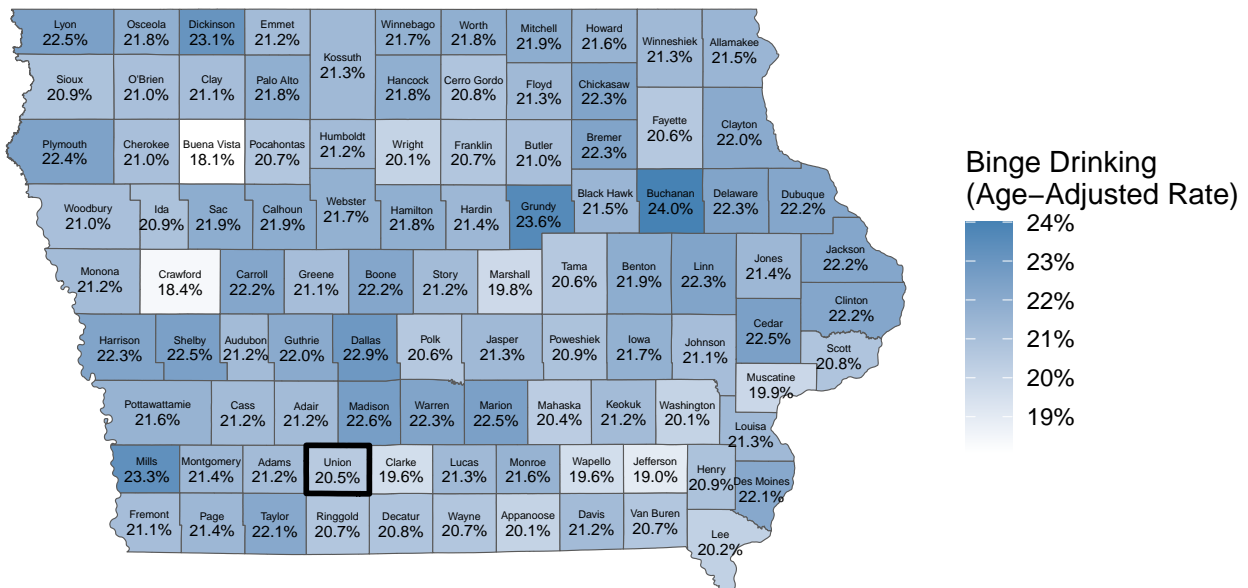 Lyon
22.5%
Osceola
21.8%
Dickinson
23.1%
Emmet
21.2%
Kossuth
21.3%
Winnebago
21.7%
Worth
21.8%
Mitchell
21.9%
Howard
21.6%
Winneshiek
21.3%
Allamakee
21.5%
Sioux
20.9%
O'Brien
21.0%
Clay
21.1%
Palo Alto
21.8%
Hancock
21.8%
Cerro Gordo
20.8%
Floyd
21.3%
Chickasaw
22.3%
Fayette
20.6%
Clayton
22.0%
Plymouth
22.4%
Cherokee
21.0%
Buena Vista
18.1%
Pocahontas
20.7%
Humboldt
21.2%
Wright
20.1%
Franklin
20.7%
Butler
21.0%
Bremer
22.3%
Woodbury
21.0%
Ida
20.9%
Sac
21.9%
Calhoun
21.9%
Webster
21.7%
Hamilton
21.8%
Hardin
21.4%
Grundy
23.6%
Black Hawk
21.5%
Buchanan
24.0%
Delaware
22.3%
Dubuque
22.2%
Monona
21.2%
Crawford
18.4%
Carroll
22.2%
Greene
21.1%
Boone
22.2%
Story
21.2%
Marshall
19.8%
Tama
20.6%
Benton
21.9%
Linn
22.3%
Jones
21.4%
Jackson
22.2%
Clinton
22.2%
Harrison
22.3%
Shelby
22.5%
Audubon
21.2%
Guthrie
22.0%
Dallas
22.9%
Polk
20.6%
Jasper
21.3%
Poweshiek
20.9%
Iowa
21.7%
Johnson
21.1%
Cedar
22.5%
Scott
20.8%
Muscatine
19.9%
Pottawattamie
21.6%
Cass
21.2%
Adair
21.2%
Madison
22.6%
Warren
22.3%
Marion
22.5%
Mahaska
20.4%
Keokuk
21.2%
Washington
20.1%
Louisa
21.3%
Mills
23.3%
Montgomery
21.4%
Adams
21.2%
Union
20.5%
Clarke
19.6%
Lucas
21.3%
Monroe
21.6%
Wapello
19.6%
Jefferson
19.0%
Henry
20.9%
Des Moines
22.1%
Fremont
21.1%
Page
21.4%
Taylor
22.1%
Ringgold
20.7%
Decatur
20.8%
Wayne
20.7%
Appanoose
20.1%
Davis
21.2%
Van Buren
20.7%
Lee
20.2%
Binge Drinking
(Age−Adjusted Rate)
24%
23%
22%
21%
20%
19%